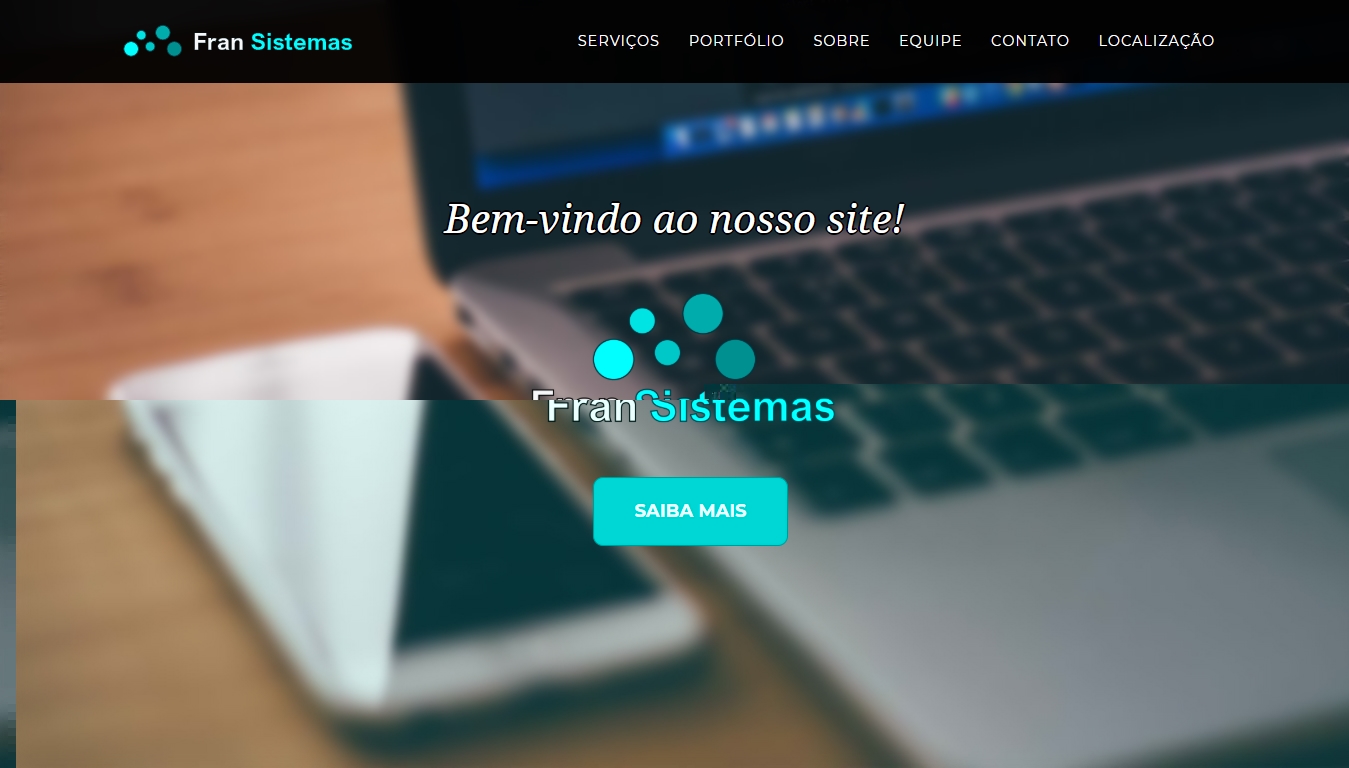 Fran Sistemas
SERVIÇOS PORTFÓLIO SOBRE EQUIPE CONTATO LOCALIZAÇÃO
Bem-vindo ao nosso site!
Fran Sistemas
SAIBA MAIS